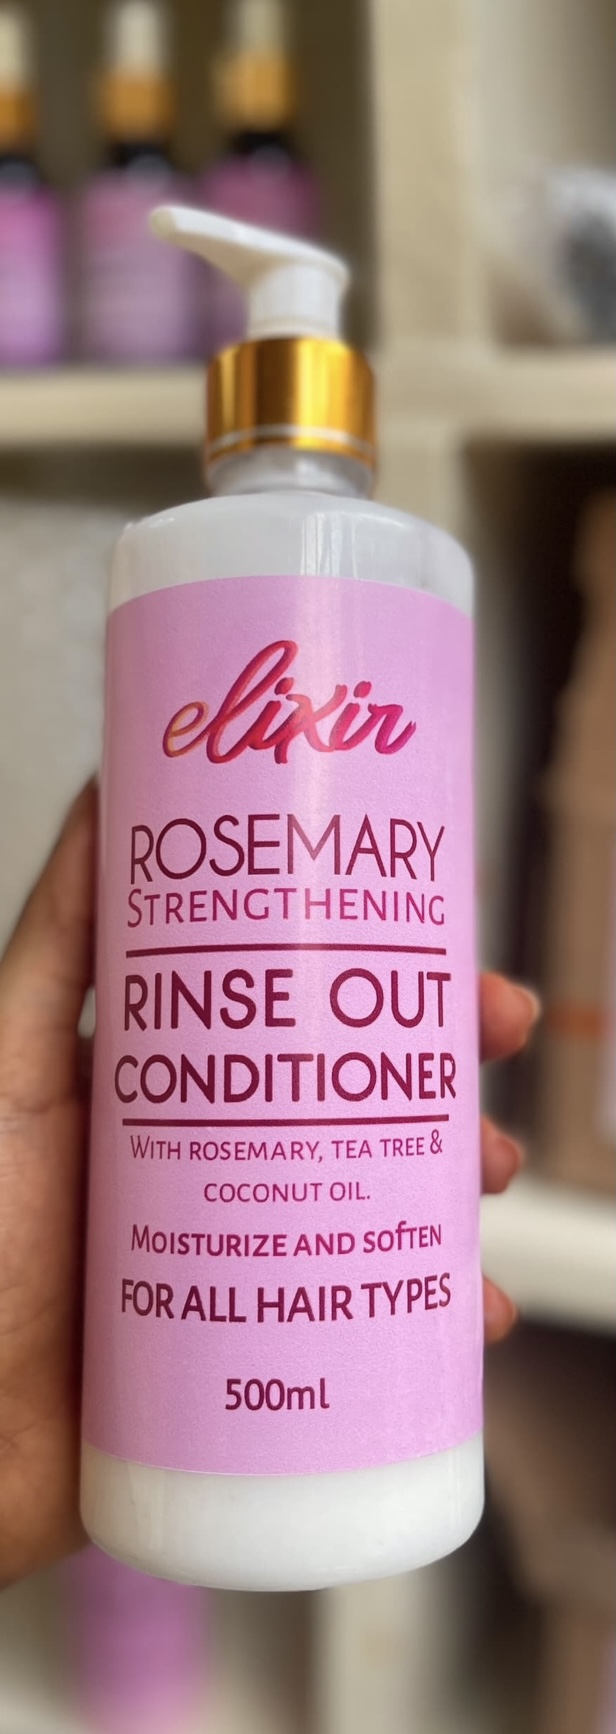 elixir
ROSEMARY
STRENGTHENING
RINSE OUT
CONDITIONER
WITH ROSEMARY, TEA TREE &
COCONUT OIL.
MOISTURIZE AND SOfTEN
FOR ALL HAIR TYPES
500ml